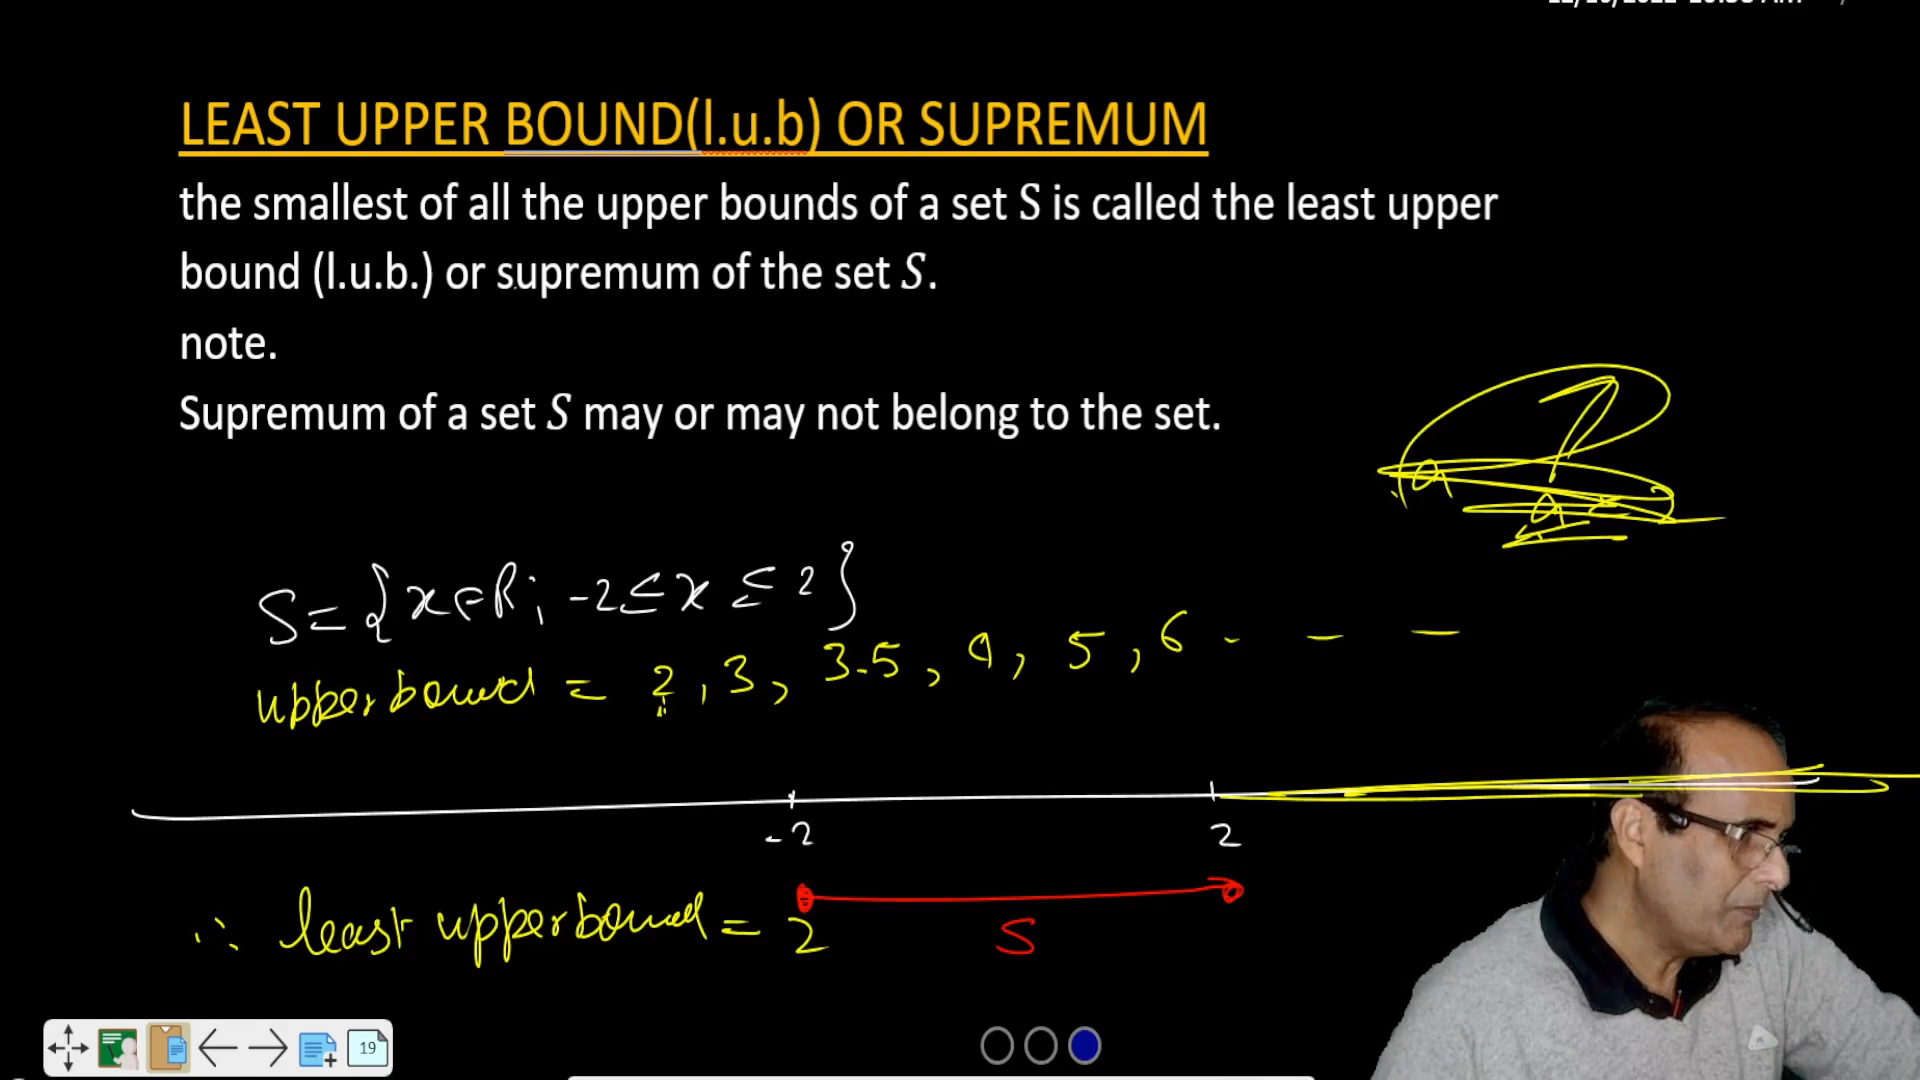 LEAST UPPER BOUND(l.u.b) OR SUPREMUM
the smallest of all the upper bounds of a set S is called the least upper
bound (l.u.b.) or supremum of the set S.
note.
Supremum of a set S may or may not belong to the set.
S = {x ∈ R ; -2 ≤ x ≤ 2}
upper bound = 2, 3, 3.5, 4, 5, 6 - - -
-2 2
∴ least upper bound = 2
S
19